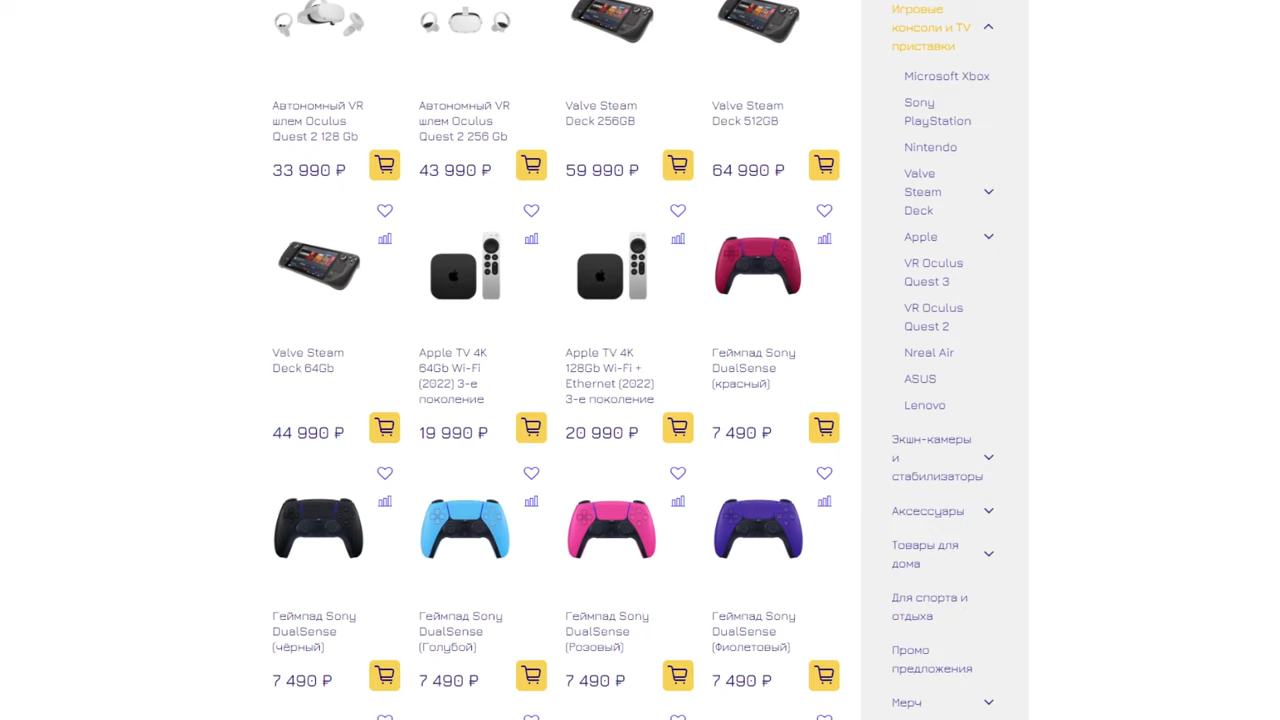 Автономный VR
шлем Oculus
Quest 2 128 Gb
33 990 ₽
Автономный VR
шлем Oculus
Quest 2 256 Gb
43 990 ₽
Valve Steam
Deck 256GB
59 990 ₽
Valve Steam
Deck 512GB
64 990 ₽
Valve Steam
Deck 64Gb
44 990 ₽
Apple TV 4K
64Gb Wi-Fi
(2022) 3-е
поколение
19 990 ₽
Apple TV 4K
128Gb Wi-Fi +
Ethernet (2022)
3-е поколение
20 990 ₽
Геймпад Sony
DualSense
(красный)
7 490 ₽
Геймпад Sony
DualSense
(чёрный)
7 490 ₽
Геймпад Sony
DualSense
(Голубой)
7 490 ₽
Геймпад Sony
DualSense
(Розовый)
7 490 ₽
Геймпад Sony
DualSense
(Фиолетовый)
7 490 ₽
Игровые
консоли и TV
приставки
Microsoft Xbox
Sony
PlayStation
Nintendo
Valve
Steam
Deck
Apple
VR Oculus
Quest 3
VR Oculus
Quest 2
Nreal Air
ASUS
Lenovo
Экшн-камеры
и
стабилизаторы
Аксессуары
Товары для
дома
Для спорта и
отдыха
Промо
предложения
Мерч